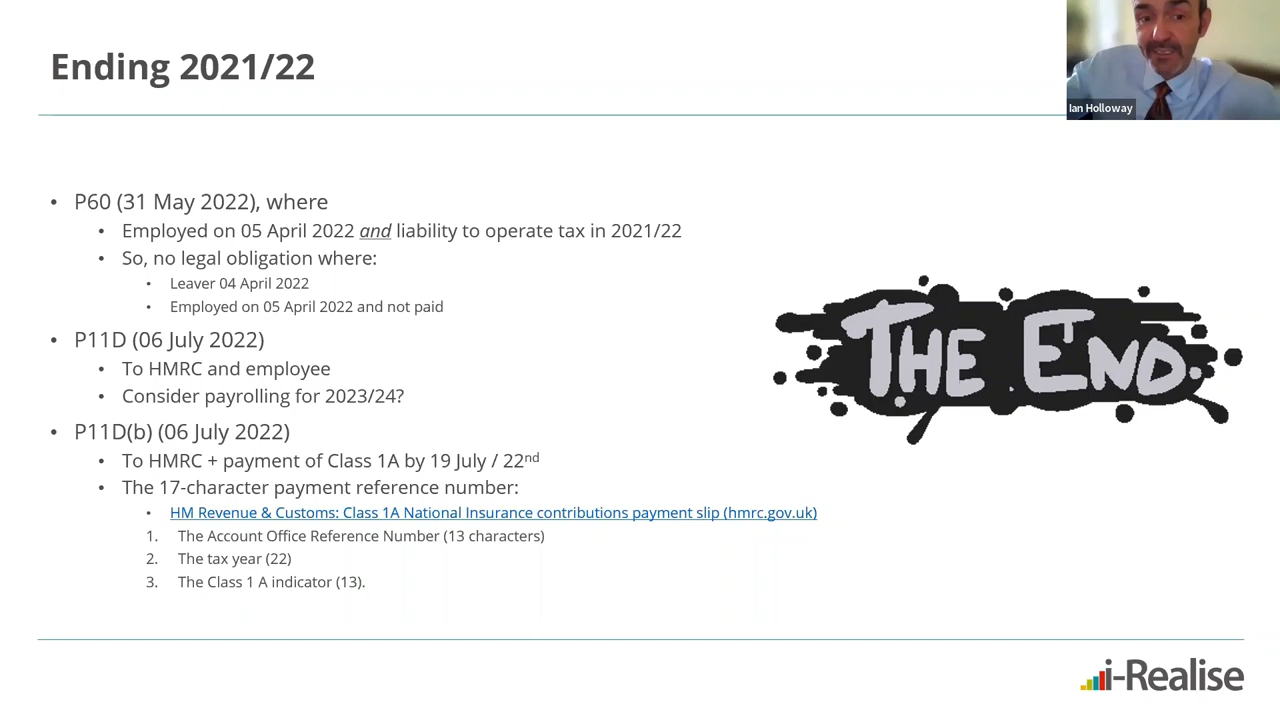 Ending 2021/22
Ian Holloway
• P60 (31 May 2022), where
• Employed on 05 April 2022 and liability to operate tax in 2021/22
• So, no legal obligation where:
• Leaver 04 April 2022
• Employed on 05 April 2022 and not paid
• P11D (06 July 2022)
• To HMRC and employee
• Consider payrolling for 2023/24?
• P11D(b) (06 July 2022)
• To HMRC + payment of Class 1A by 19 July / 22nd
• The 17-character payment reference number:
• HM Revenue & Customs: Class 1A National Insurance contributions payment slip (hmrc.gov.uk)
1. The Account Office Reference Number (13 characters)
2. The tax year (22)
3. The Class 1 A indicator (13).
THE END
i-Realise